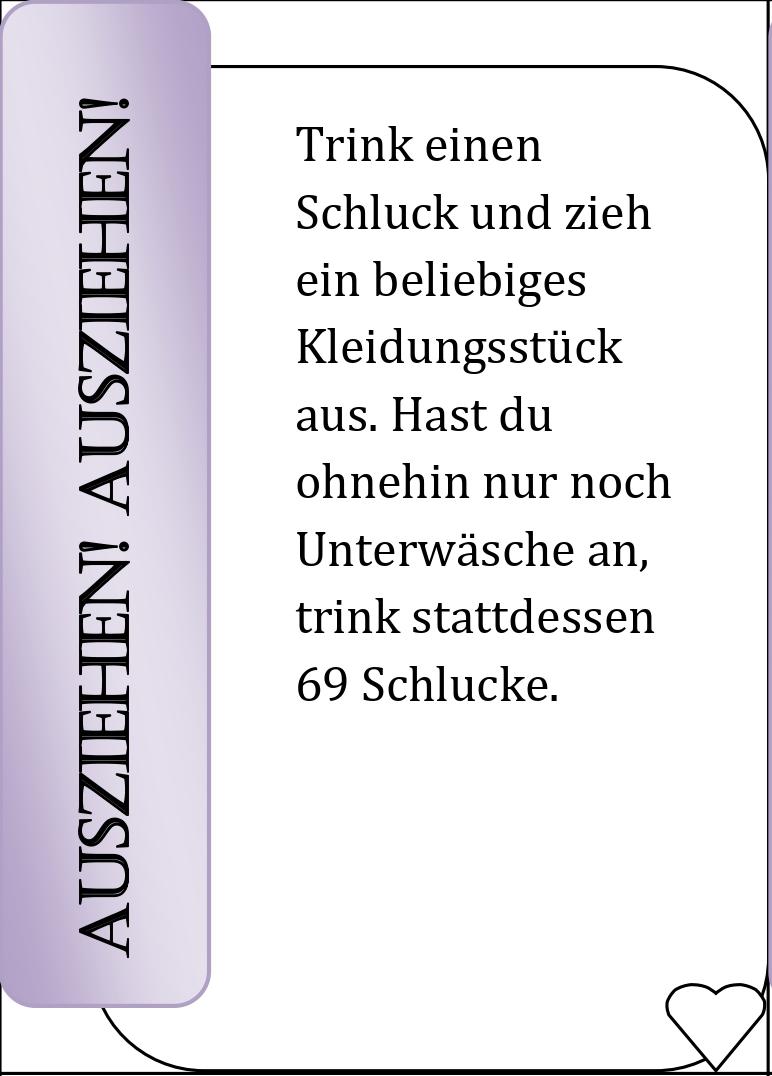 AUSZIEHEN! AUSZIEHEN!
Trink einen
Schluck und zieh
ein beliebiges
Kleidungsstück
aus. Hast du
ohnehin nur noch
Unterwäsche an,
trink stattdessen
69 Schlucke.